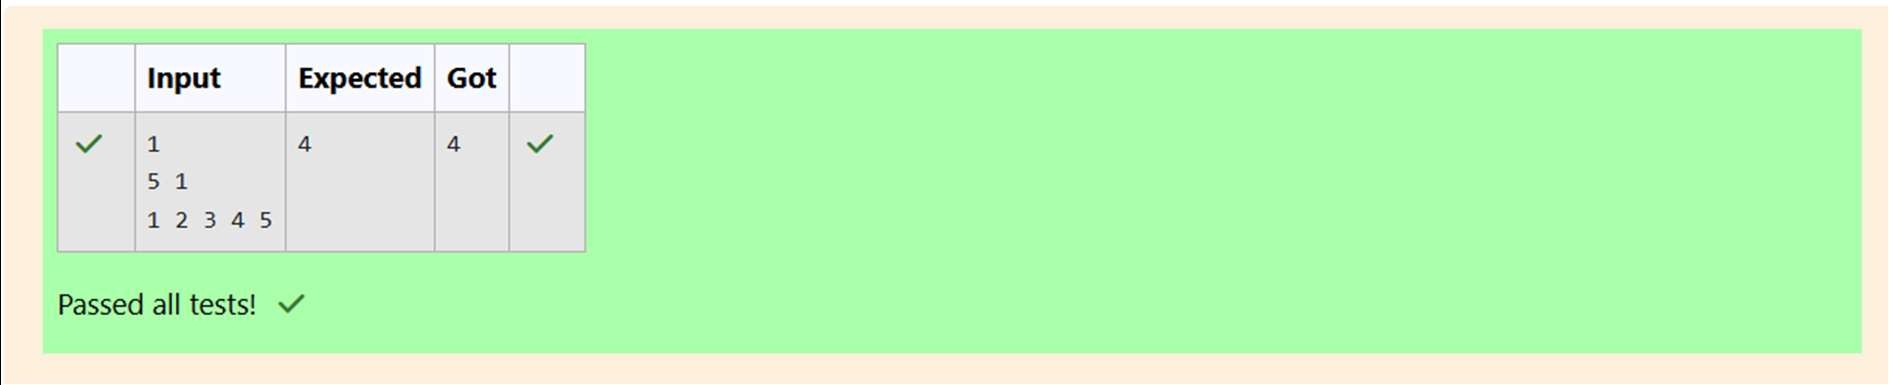 Input Expected Got
1 4 4
5 1
1 2 3 4 5
Passed all tests!